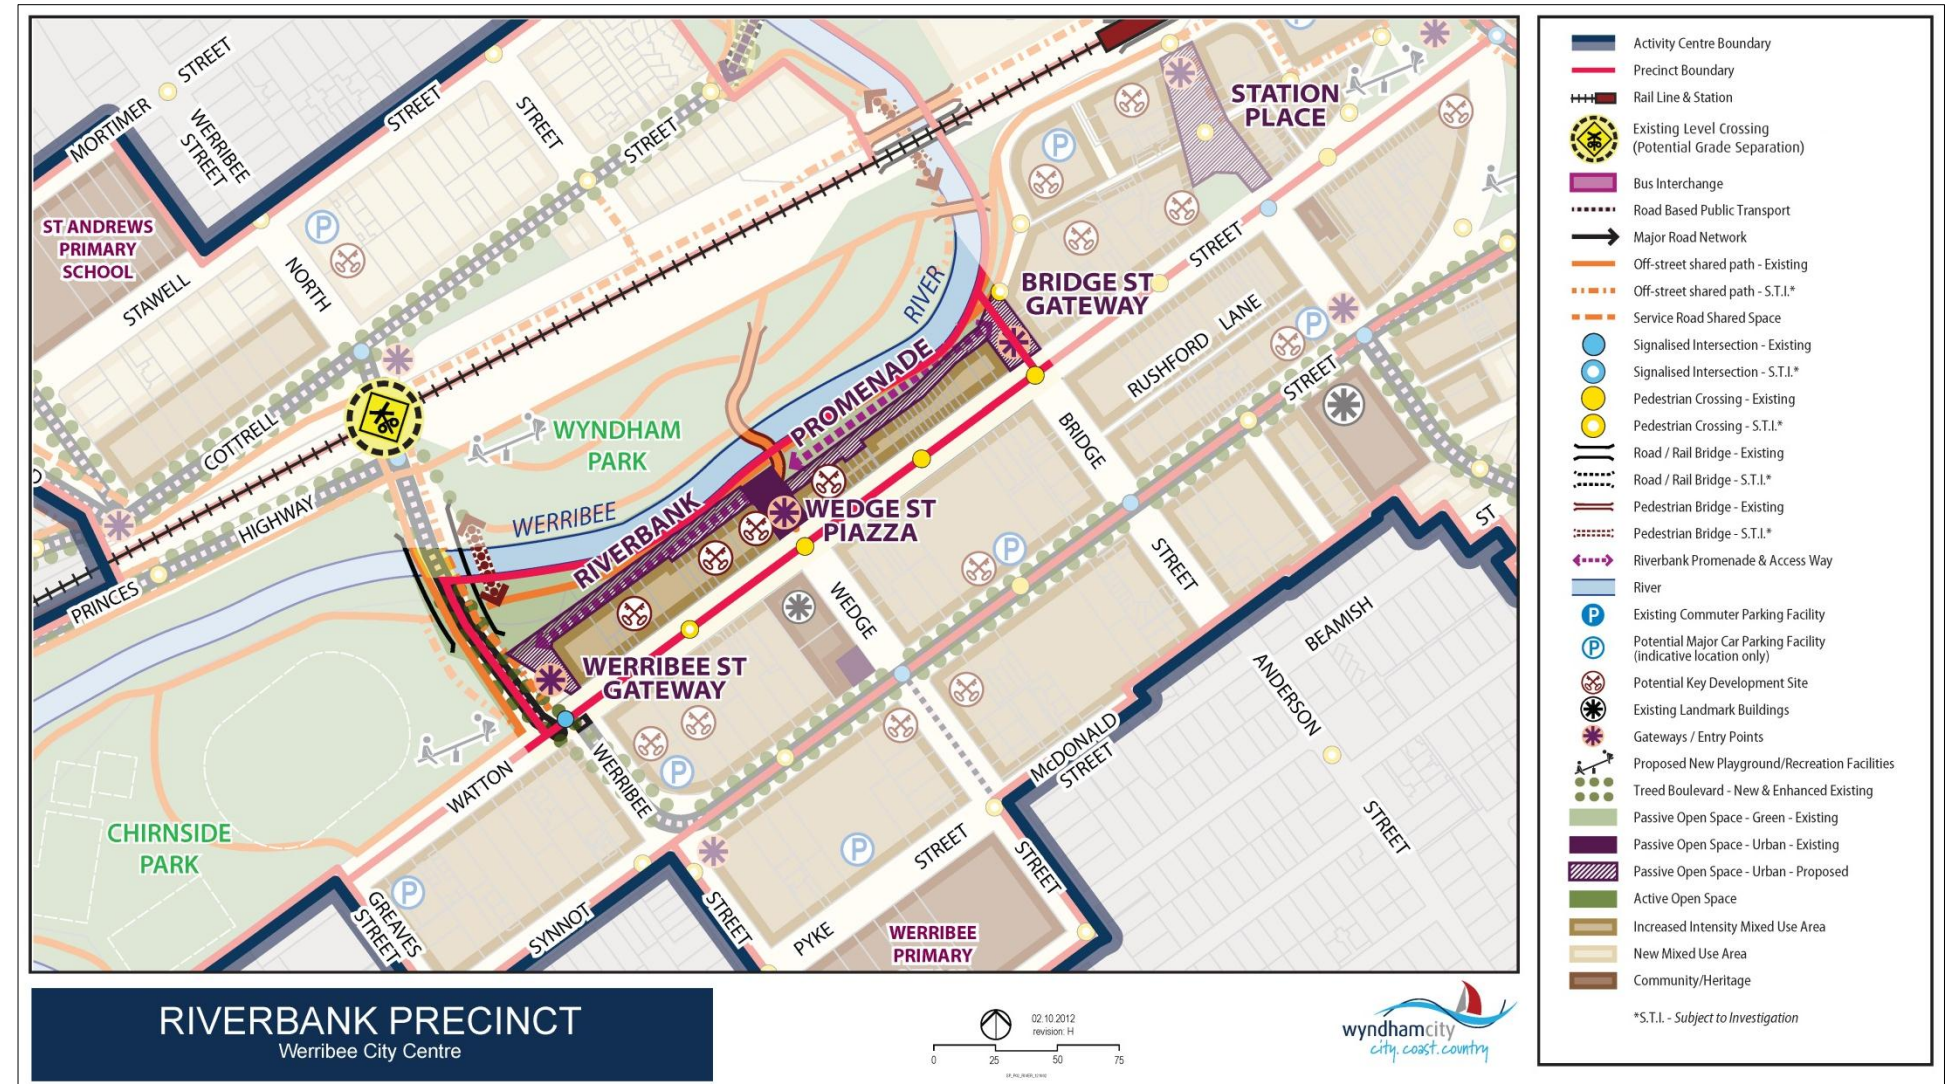 STREET
MORTIMER
WERRIBEE
STREET
STREET
STREET
STREET
ST ANDREWS
PRIMARY
SCHOOL
STAWELL
NORTH
COTTRELL
HIGHWAY
PRINCES
P
STATION
PLACE
P
STREET
BRIDGE ST
GATEWAY
RIVER
RUSHFORD LANE
P
STREET
WYNDHAM
PARK
PROMENADE
RIVERBANK
WERRIBEE
WEDGE ST
PIAZZA
BRIDGE
STREET
ST
P
WEDGE
WERRIBEE ST
GATEWAY
BEAMISH
ANDERSON
STREET
McDONALD
STREET
WATTON
WERRIBEE
P
CHIRNSIDE
PARK
P
P
STREET
STREET
GREAVES
STREET
SYNNOT
STREET
PYKE
WERRIBEE
PRIMARY
Activity Centre Boundary
Precinct Boundary
Rail Line & Station
Existing Level Crossing
(Potential Grade Separation)
Bus Interchange
Road Based Public Transport
Major Road Network
Off-street shared path - Existing
Off-street shared path - S.T.I.*
Service Road Shared Space
Signalised Intersection - Existing
Signalised Intersection - S.T.I.*
Pedestrian Crossing - Existing
Pedestrian Crossing - S.T.I.*
Road / Rail Bridge - Existing
Road / Rail Bridge - S.T.I.*
Pedestrian Bridge - Existing
Pedestrian Bridge - S.T.I.*
Riverbank Promenade & Access Way
River
P Existing Commuter Parking Facility
P Potential Major Car Parking Facility
(indicative location only)
Potential Key Development Site
Existing Landmark Buildings
Gateways / Entry Points
Proposed New Playground/Recreation Facilities
Treed Boulevard - New & Enhanced Existing
Passive Open Space - Green - Existing
Passive Open Space - Urban - Existing
Passive Open Space - Urban - Proposed
Active Open Space
Increased Intensity Mixed Use Area
New Mixed Use Area
Community/Heritage
*S.T.I. - Subject to Investigation
RIVERBANK PRECINCT
Werribee City Centre
02.10.2012
revision: H
0 25 50 75
wyndhamcity
city. coast. country